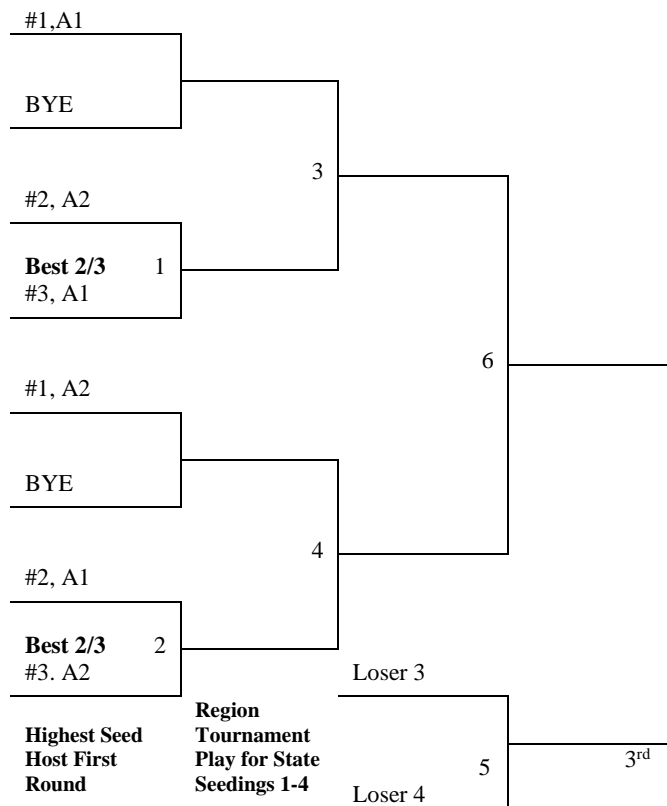 #1,A1
BYE
3
#2, A2
Best 2/3 1
#3, A1
6
#1, A2
BYE
4
#2, A1
Best 2/3 2
#3. A2
Loser 3
Highest Seed
Host First
Round
Region
Tournament
Play for State
Seedings 1-4
5
3rd
Loser 4